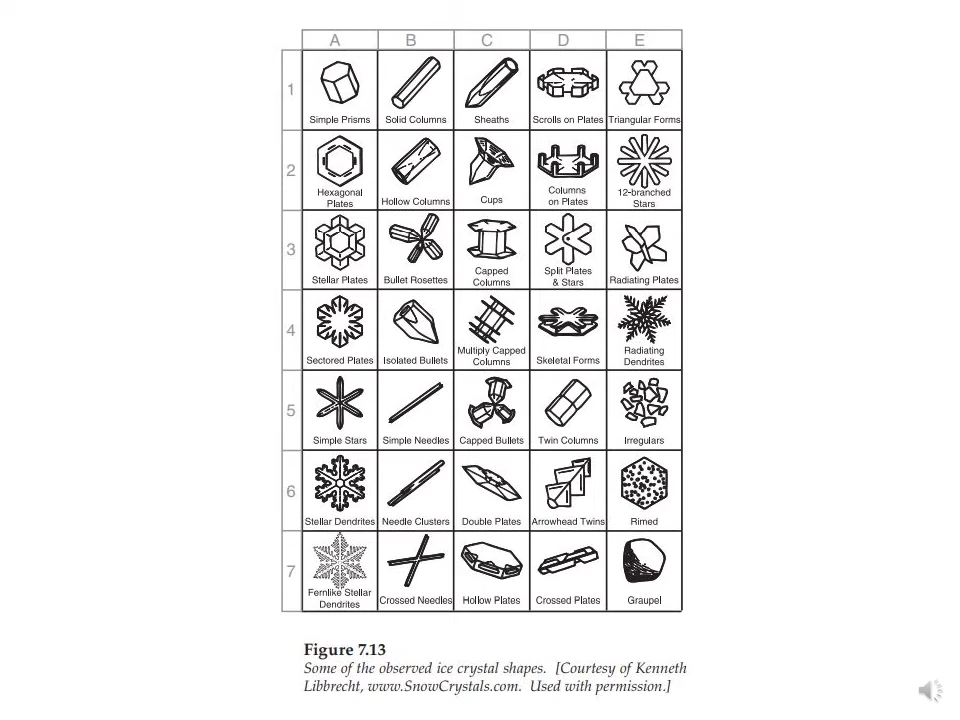 A B C D E
1
Simple Prisms Solid Columns Sheaths Scrolls on Plates Triangular Forms
2
Hexagonal
Plates
Hollow Columns
Cups
Columns
on Plates
12-branched
Stars
3
Stellar Plates
Bullet Rosettes
Capped
Columns
Split Plates
& Stars
Radiating Plates
4
Sectored Plates
Isolated Bullets
Multiply Capped
Columns
Skeletal Forms
Radiating
Dendrites
5
Simple Stars Simple Needles Capped Bullets Twin Columns Irregulars
6
Stellar Dendrites Needle Clusters Double Plates Arrowhead Twins Rimed
7
Fernlike Stellar
Dendrites
Crossed Needles Hollow Plates Crossed Plates Graupel
Figure 7.13
Some of the observed ice crystal shapes. [Courtesy of Kenneth
Libbrecht, www.SnowCrystals.com. Used with permission.]